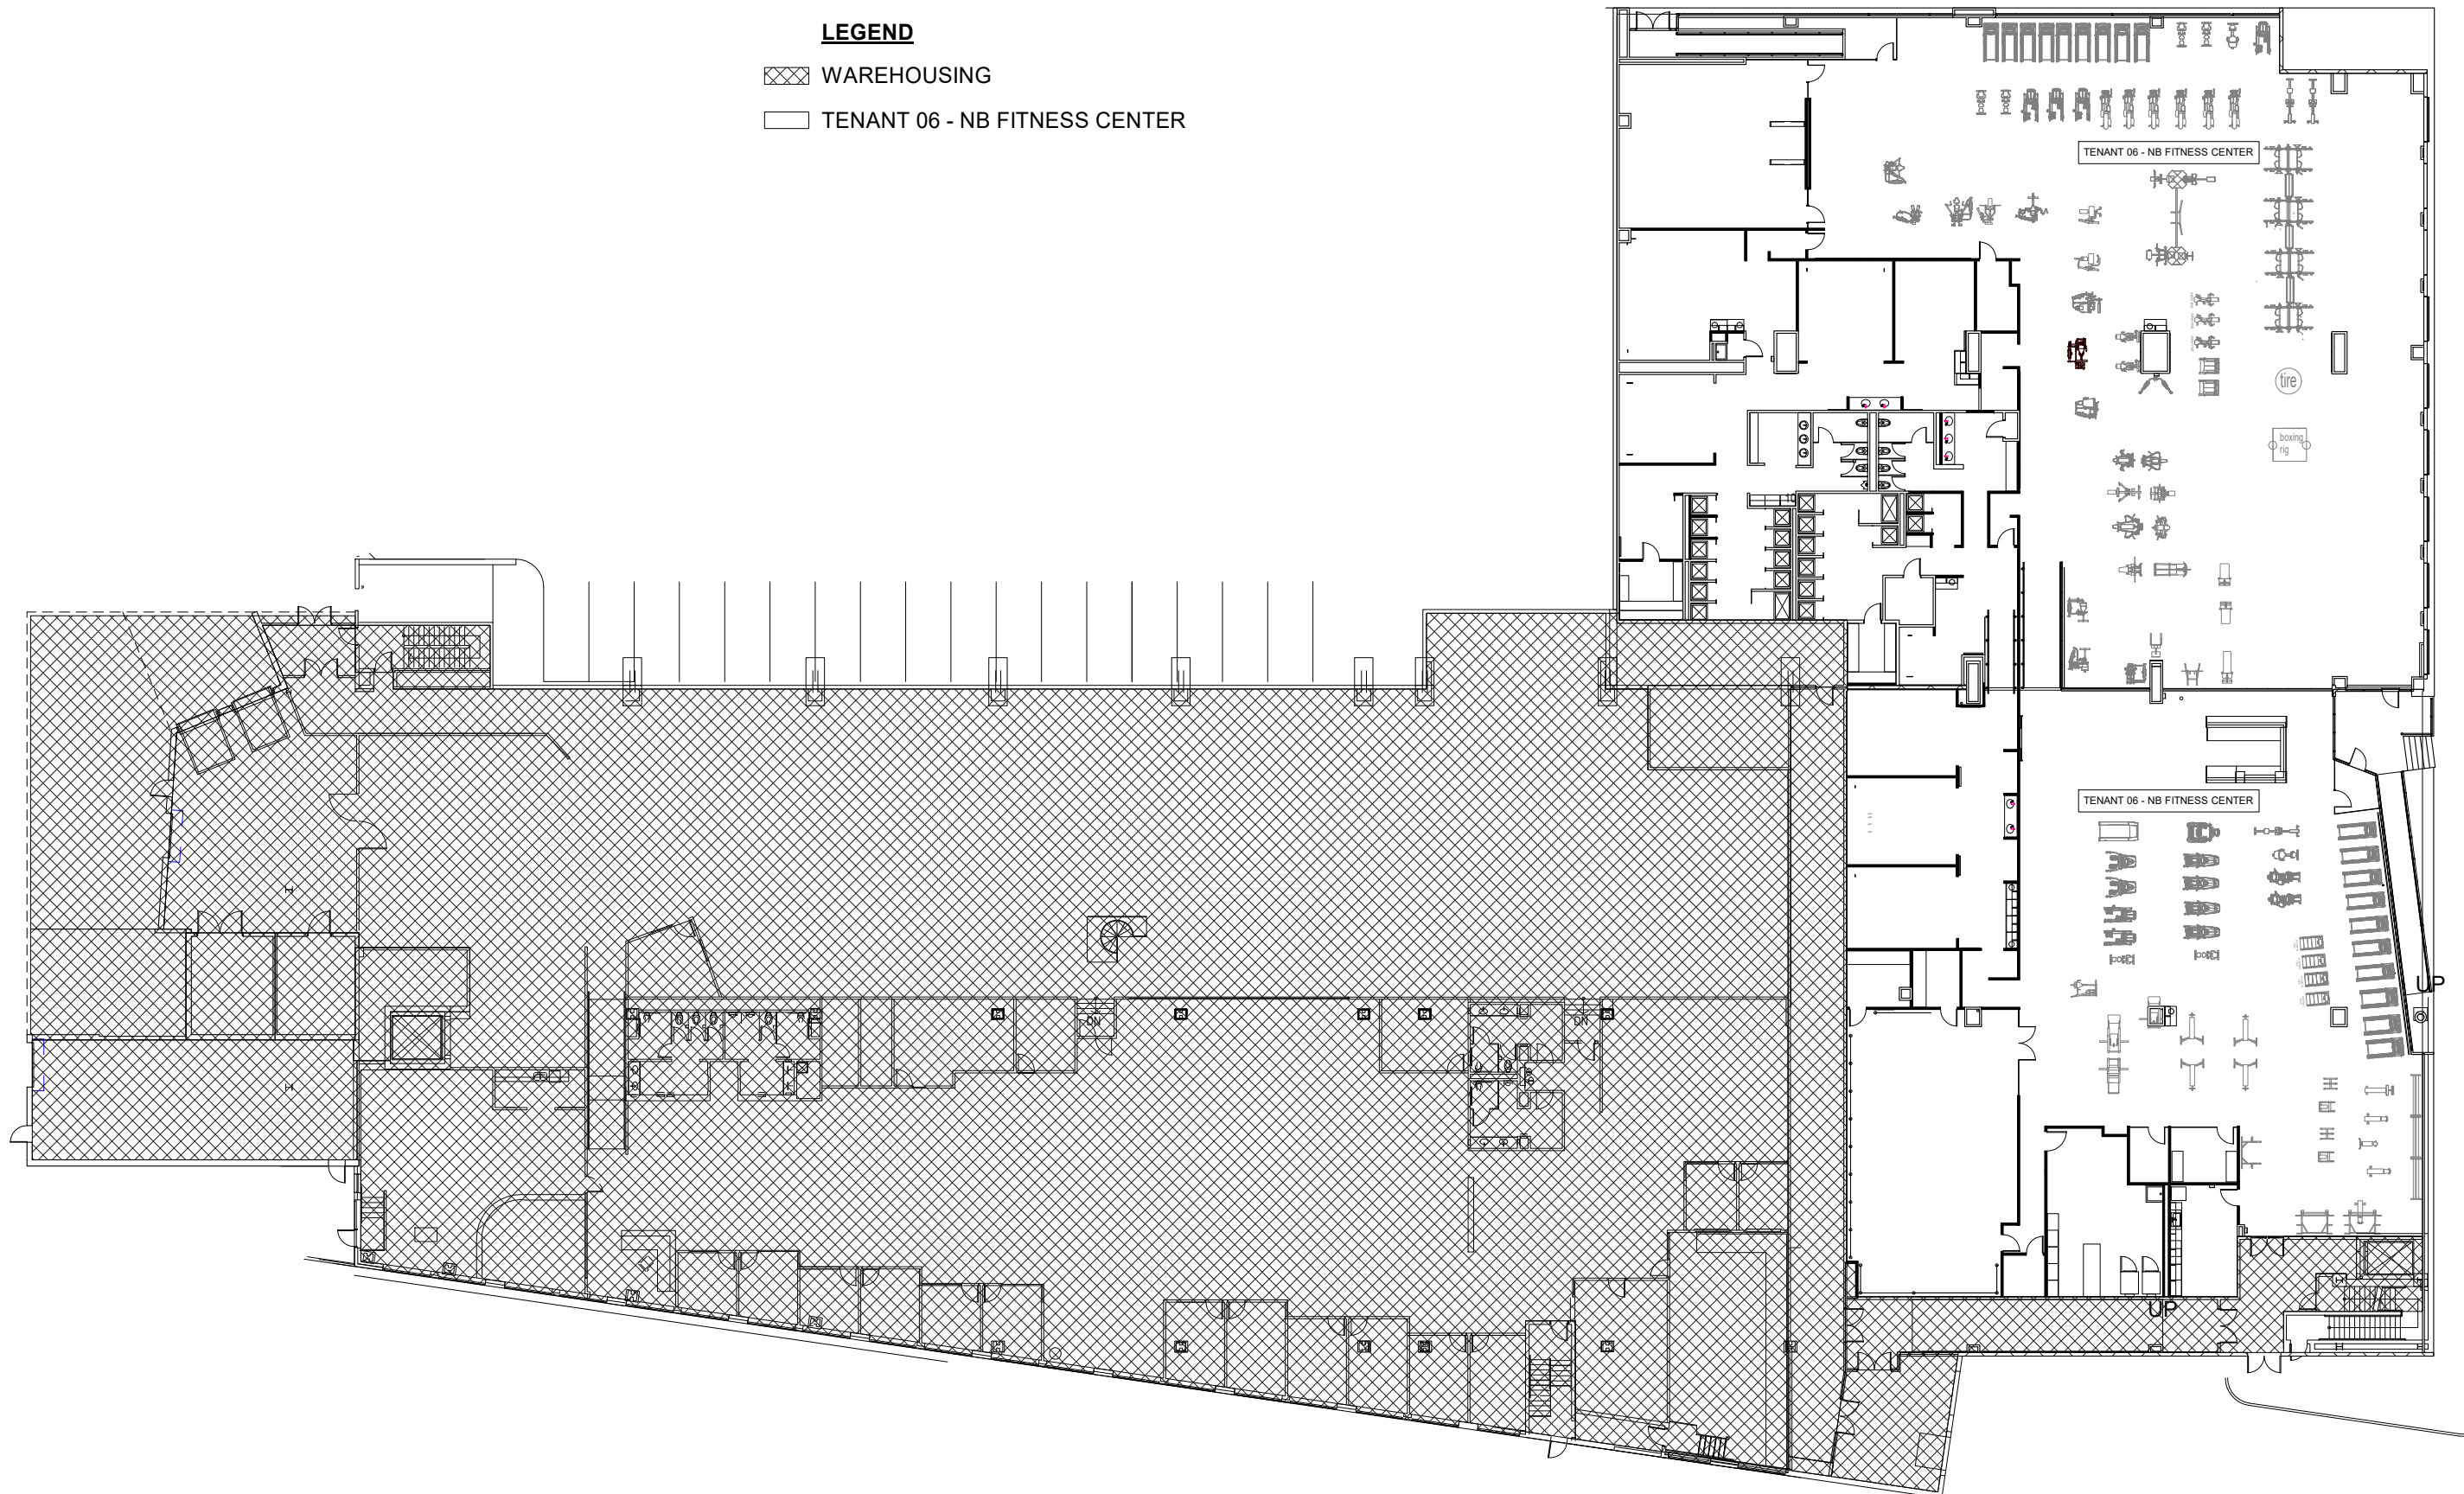 LEGEND
WAREHOUSING
TENANT 06 - NB FITNESS CENTER
TENANT 06 - NB FITNESS CENTER
tire
boxing
rig
TENANT 06 - NB FITNESS CENTER
UP
DN
DN
UP